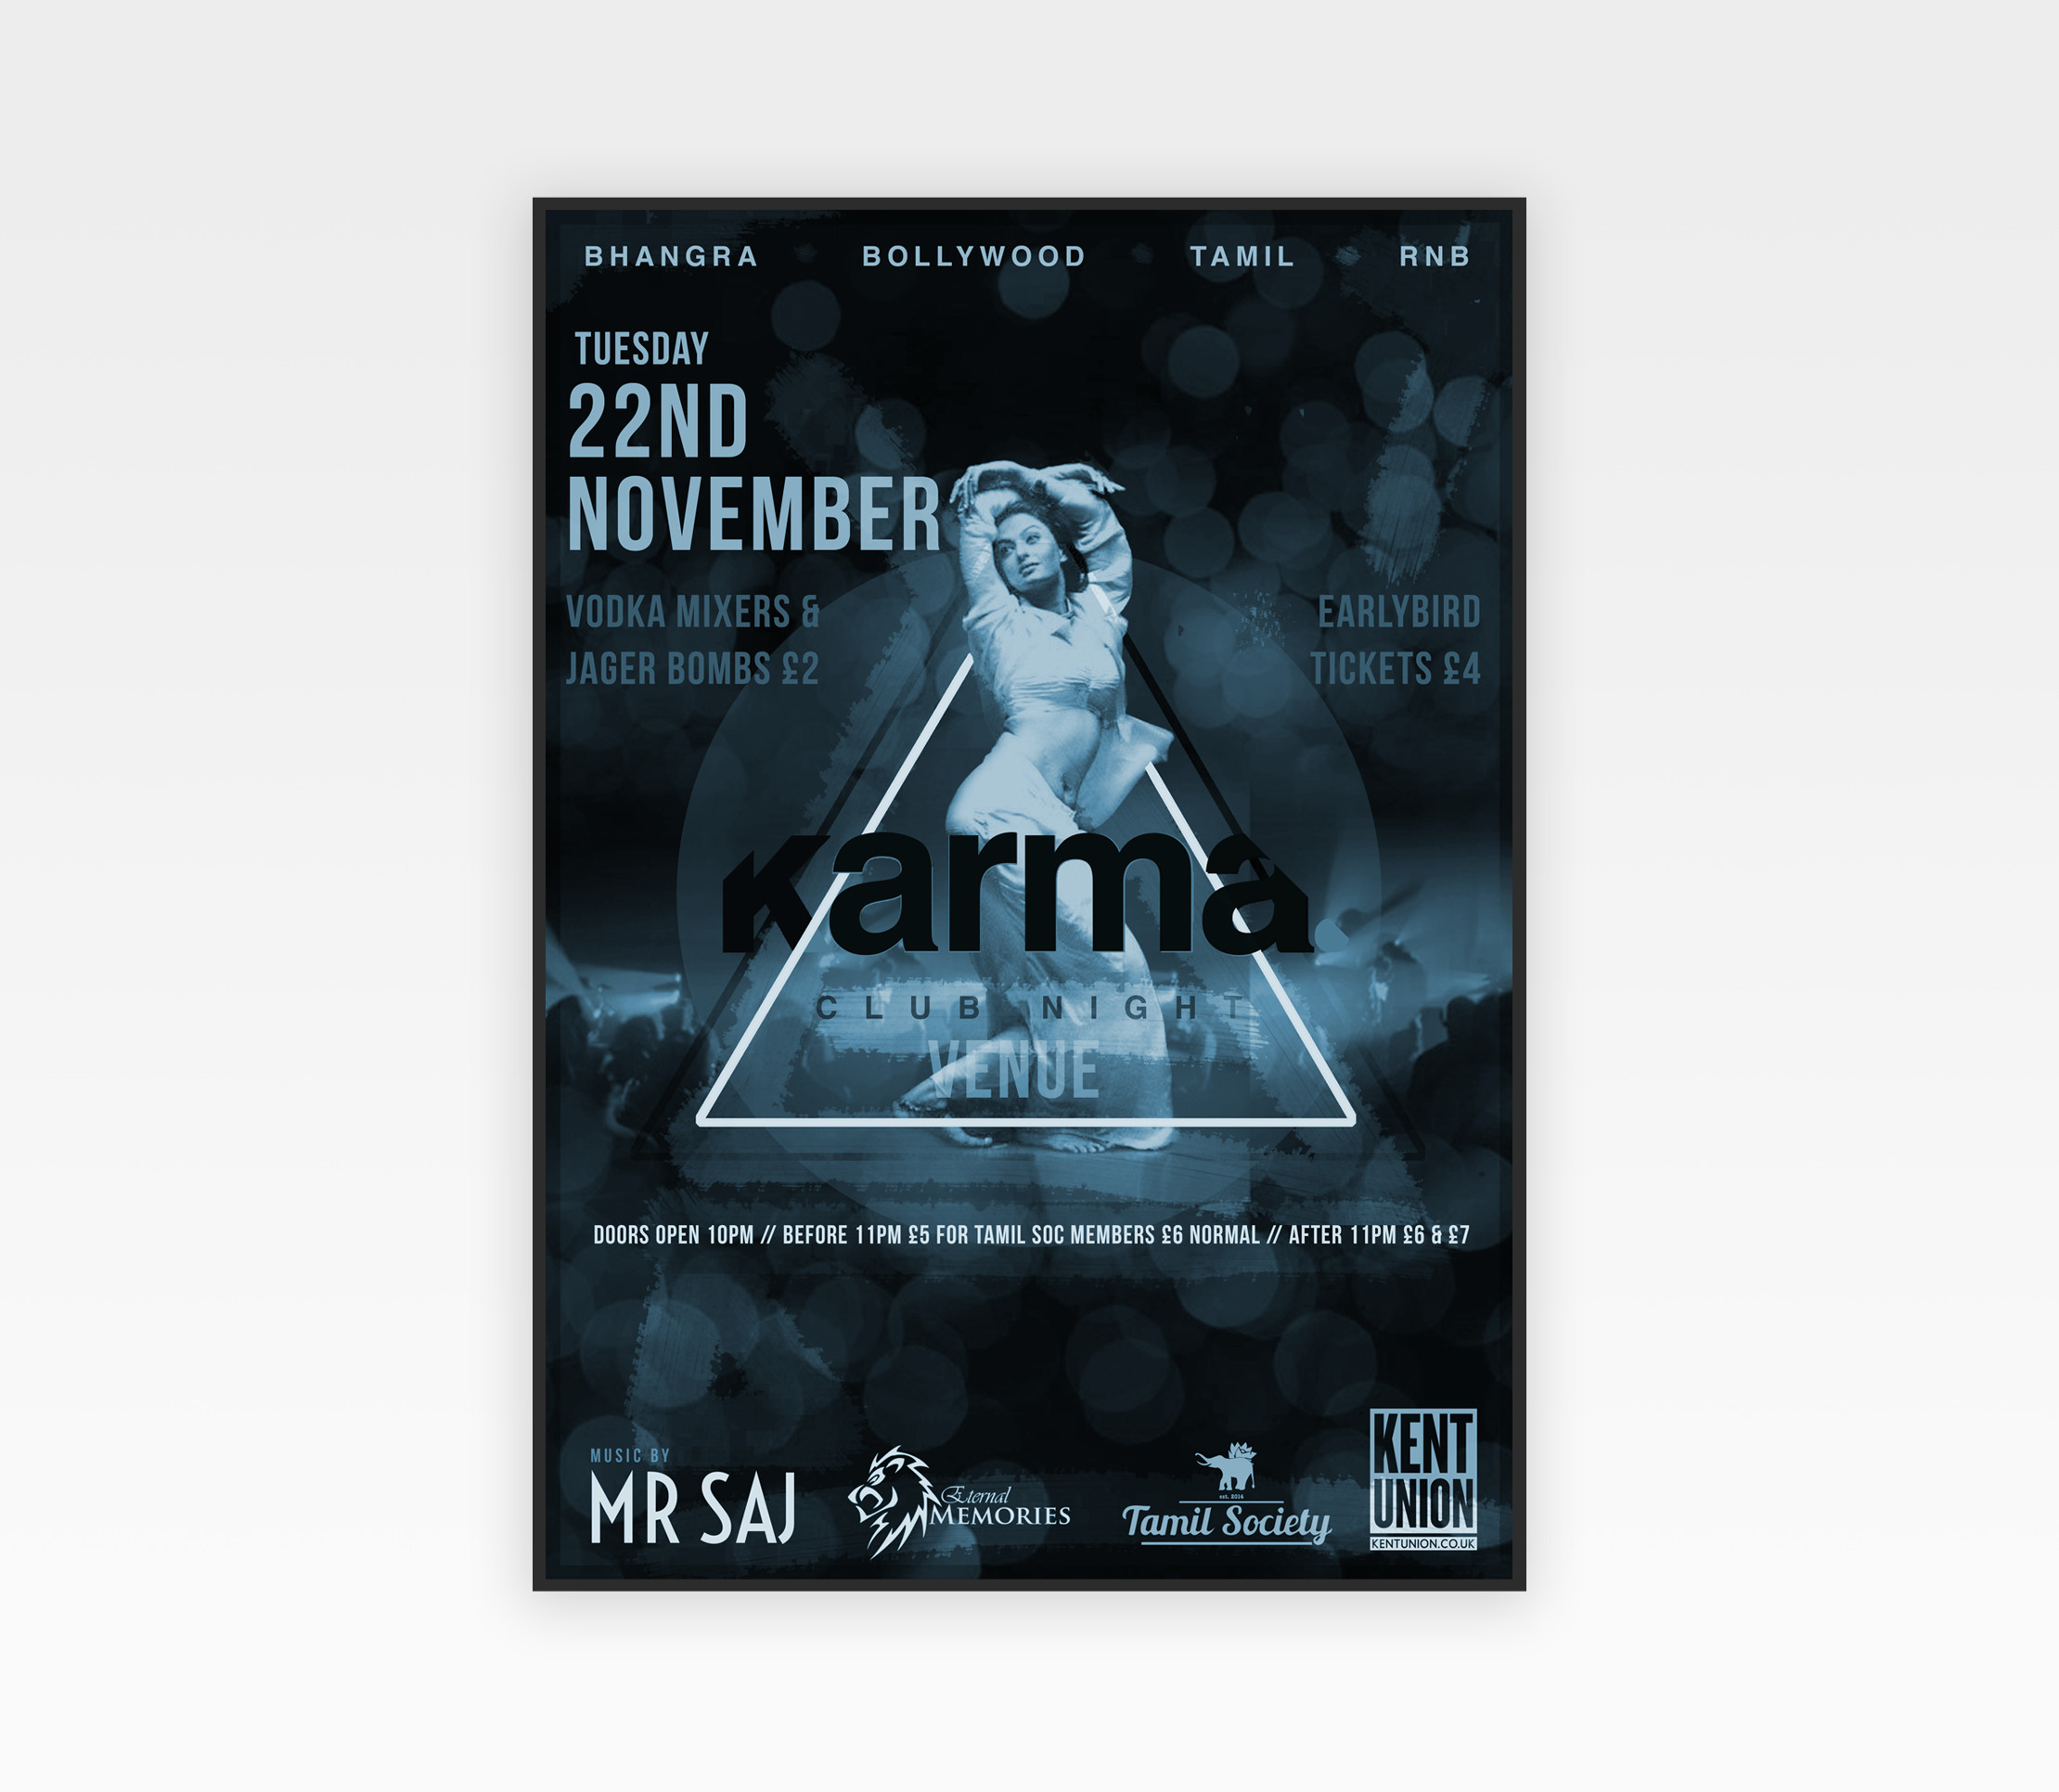 BHANGRA BOLLYWOOD TAMIL RNB
TUESDAY
22ND
NOVEMBER
VODKA MIXERS &
JAGER BOMBS £2
EARLYBIRD
TICKETS £4
karma.
CLUB NIGHT
VENUE
DOORS OPEN 10PM // BEFORE 11PM £5 FOR TAMIL SOC MEMBERS £6 NORMAL // AFTER 11PM £6 & £7
MUSIC BY
MR SAJ
Eternal
MEMORIES
est. 2014
Tamil Society
KENT
UNION
KENTUNION.CO.UK